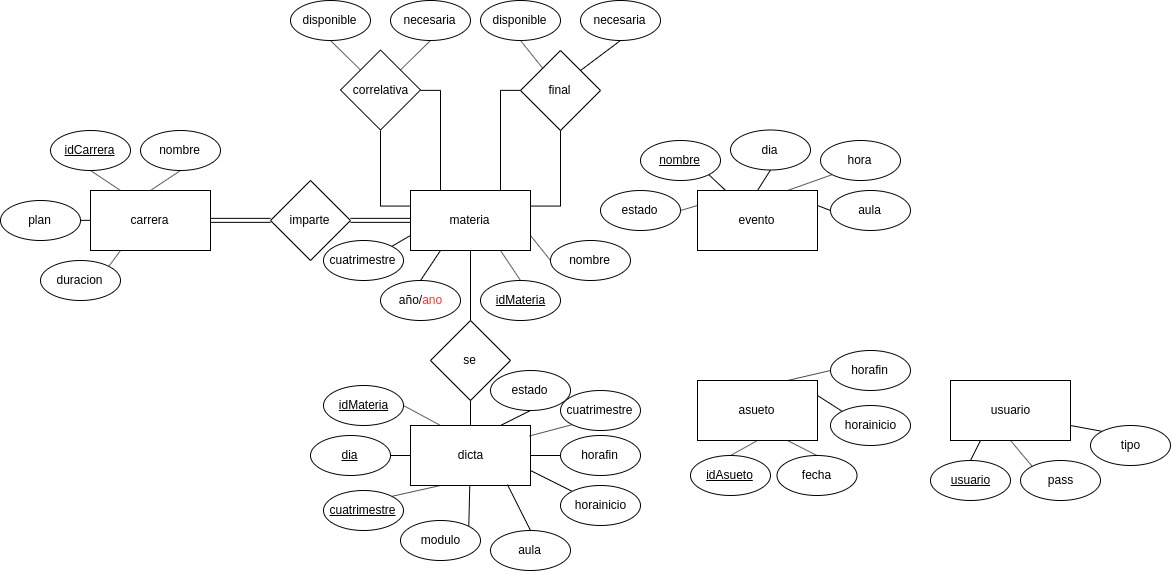 disponible
necesaria
disponible
necesaria
correlativa
final
idCarrera
nombre
nombre
dia
hora
plan
carrera
imparte
materia
estado
evento
aula
cuatrimestre
nombre
duracion
año/ano
idMateria
se
horafin
estado
idMateria
cuatrimestre
asueto
usuario
horainicio
dia
dicta
horafin
tipo
idAsueto
fecha
usuario
pass
cuatrimestre
horainicio
modulo
aula